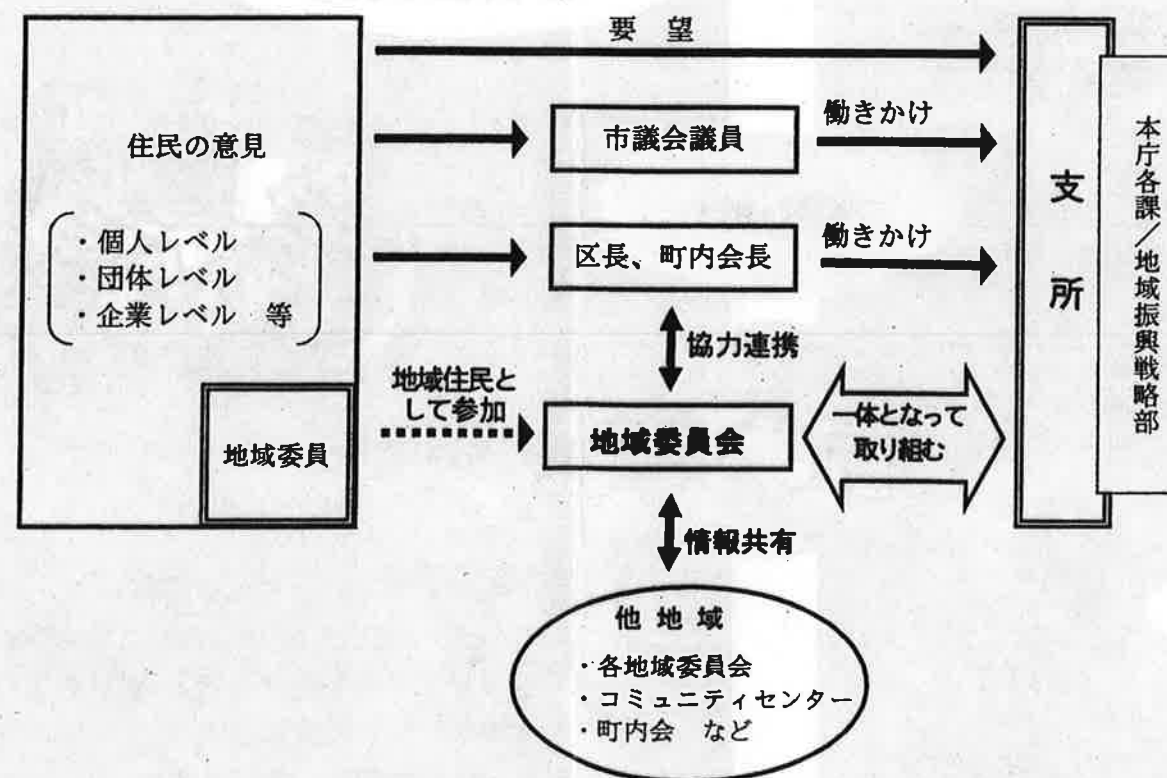 要望
住民の意見
・個人レベル
・団体レベル
・企業レベル　等
地域委員
市議会議員
働きかけ
区長、町内会長
働きかけ
協力連携
地域住民と
して参加
地域委員会
一体となって
取り組む
情報共有
他地域
・各地域委員会
・コミュニティセンター
・町内会　など
支所
本庁各課／地域振興戦略部